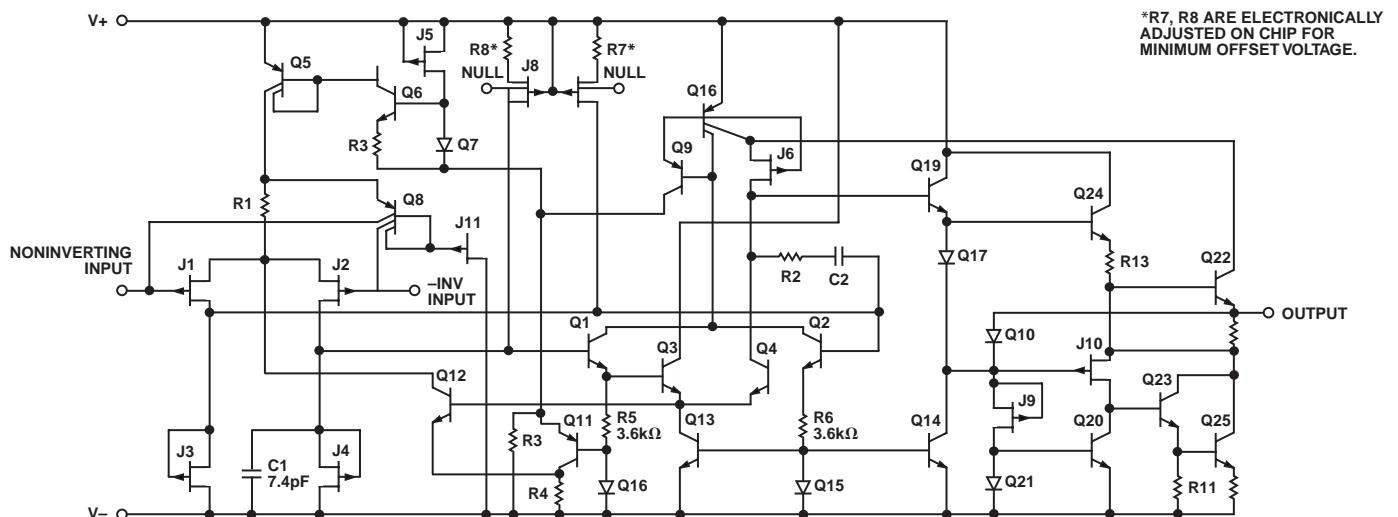 V+
*R7, R8 ARE ELECTRONICALLY
ADJUSTED ON CHIP FOR
MINIMUM OFFSET VOLTAGE.
J5
R8*
R7*
J8
NULL
NULL
Q5
Q6
Q16
R3
Q7
Q9
J6
Q19
Q24
R1
Q8
J11
Q17
R13
Q22
NONINVERTING
INPUT
J1
J2
–INV
INPUT
R2
C2
OUTPUT
Q1
Q2
Q10
Q3
Q4
J10
Q12
Q23
J9
R5
3.6kΩ
R6
3.6kΩ
Q11
Q13
Q14
Q20
Q25
R3
J3
J4
C1
7.4pF
R4
Q16
Q15
Q21
R11
V–